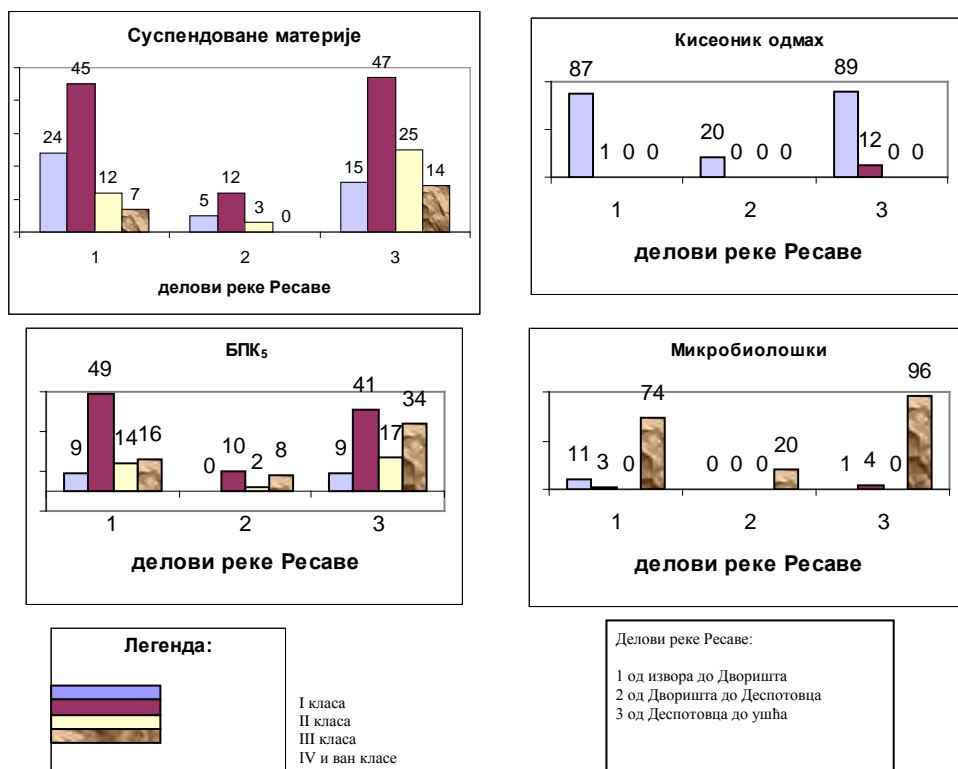 Суспендоване материје
24 45 12 7 5 12 3 0 15 47 25 14
1 2 3
делови реке Ресаве
Кисеоник одмах
87 1 0 0 20 0 0 0 89 12 0 0
1 2 3
делови реке Ресаве
БПК₅
9 49 14 16 0 10 2 8 9 41 17 34
1 2 3
делови реке Ресаве
Микробиолошки
11 3 0 74 0 0 0 20 1 4 0 96
1 2 3
делови реке Ресаве
Легенда:
I класа
II класа
III класа
IV и ван класе
Делови реке Ресаве:
1 од извора до Дворишта
2 од Дворишта до Деспотовца
3 од Деспотовца до ушћа